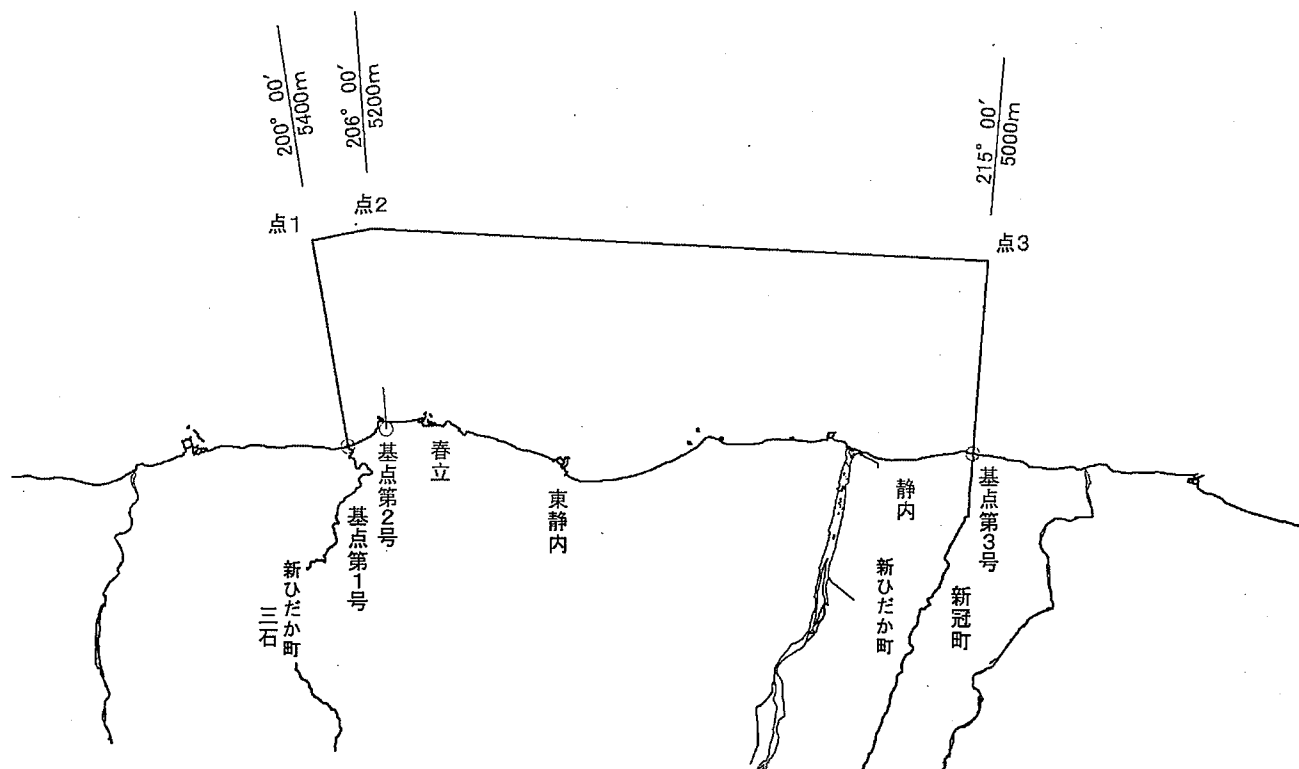 200° 00′
5400m
206° 00′
5200m
215° 00′
5000m
点1
点2
点3
基点第2号
基点第1号
春立
東静内
静内
基点第3号
新ひだか町
三石
新ひだか町
新冠町